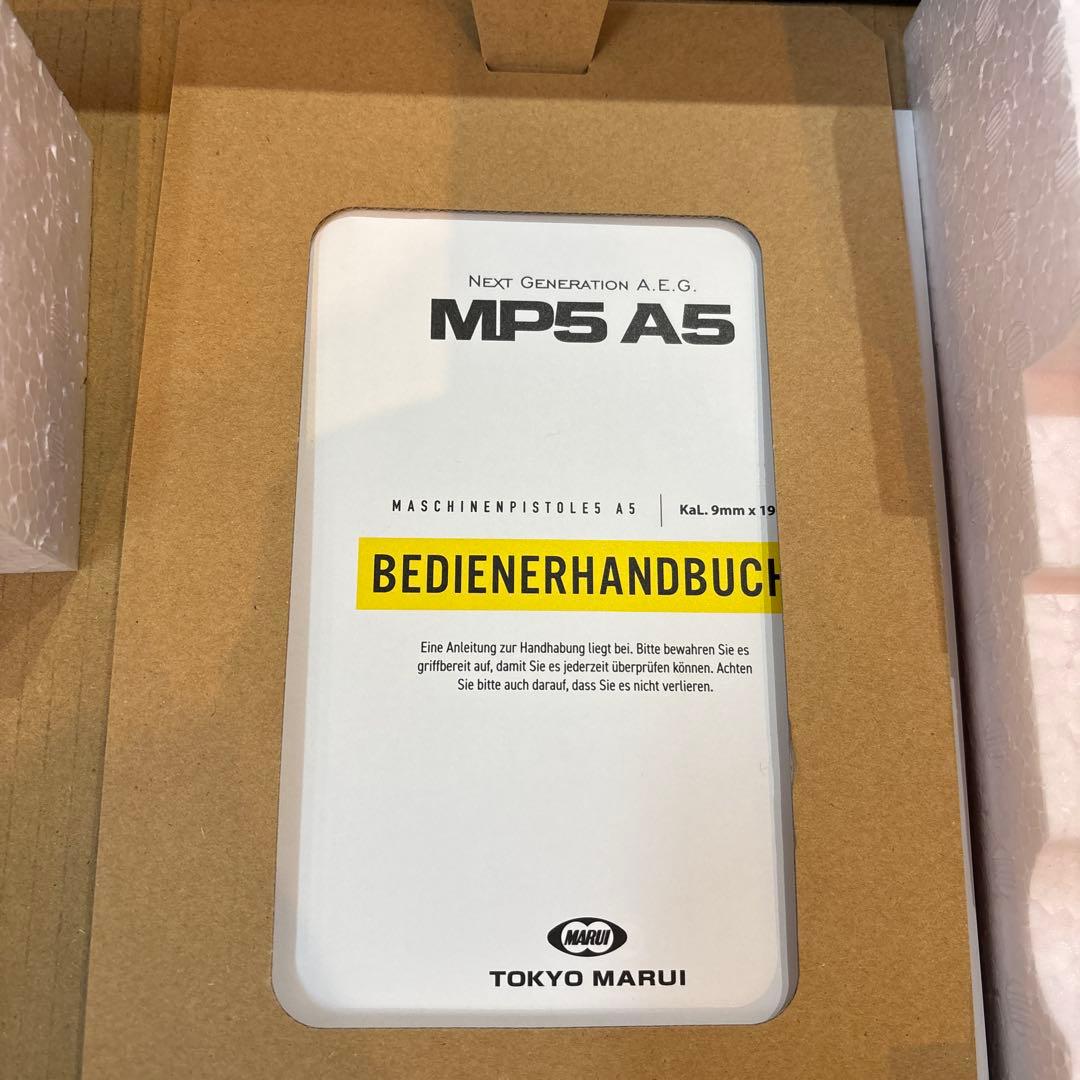 NEXT GENERATION A.E.G.
MP5 A5
MASCHINENPISTOLE5 A5 | KaL. 9mm x 19
BEDIENERHANDBUCH
Eine Anleitung zur Handhabung liegt bei. Bitte bewahren Sie es
griffbereit auf, damit Sie es jederzeit überprüfen können. Achten
Sie bitte auch darauf, dass Sie es nicht verlieren.
MARUI
TOKYO MARUI